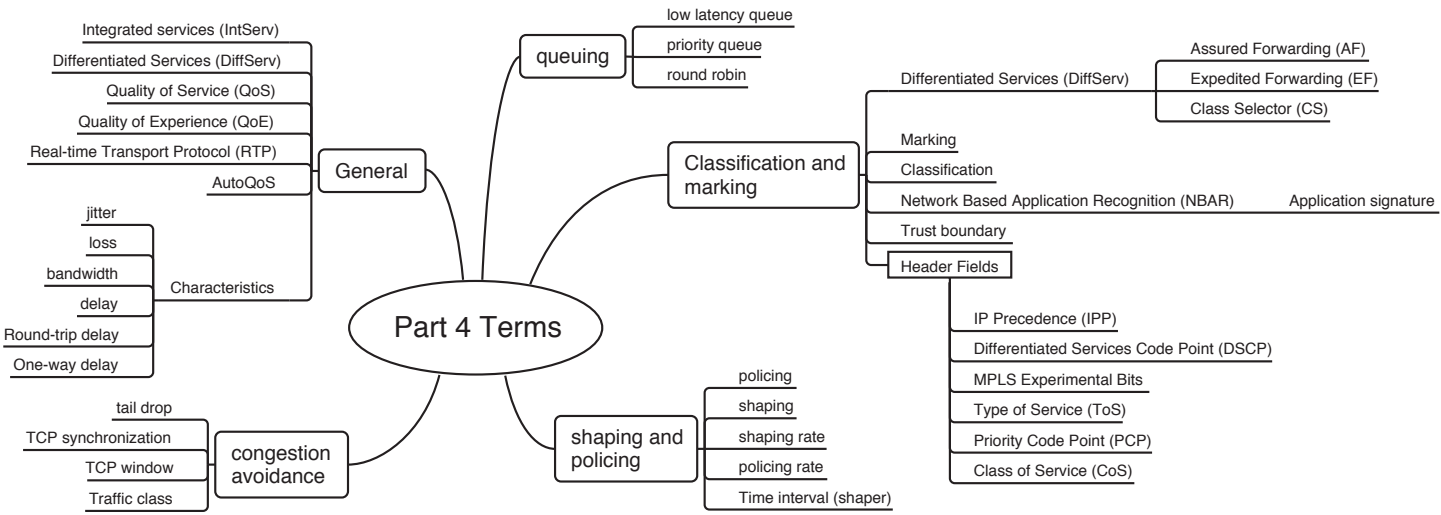 Part 4 Terms
General
Integrated services (IntServ)
Differentiated Services (DiffServ)
Quality of Service (QoS)
Quality of Experience (QoE)
Real-time Transport Protocol (RTP)
AutoQoS
Characteristics
jitter
loss
bandwidth
delay
Round-trip delay
One-way delay
queuing
low latency queue
priority queue
round robin
Classification and
marking
Differentiated Services (DiffServ)
Assured Forwarding (AF)
Expedited Forwarding (EF)
Class Selector (CS)
Marking
Classification
Network Based Application Recognition (NBAR)
Application signature
Trust boundary
Header Fields
IP Precedence (IPP)
Differentiated Services Code Point (DSCP)
MPLS Experimental Bits
Type of Service (ToS)
Priority Code Point (PCP)
Class of Service (CoS)
congestion
avoidance
tail drop
TCP synchronization
TCP window
Traffic class
shaping and
policing
policing
shaping
shaping rate
policing rate
Time interval (shaper)